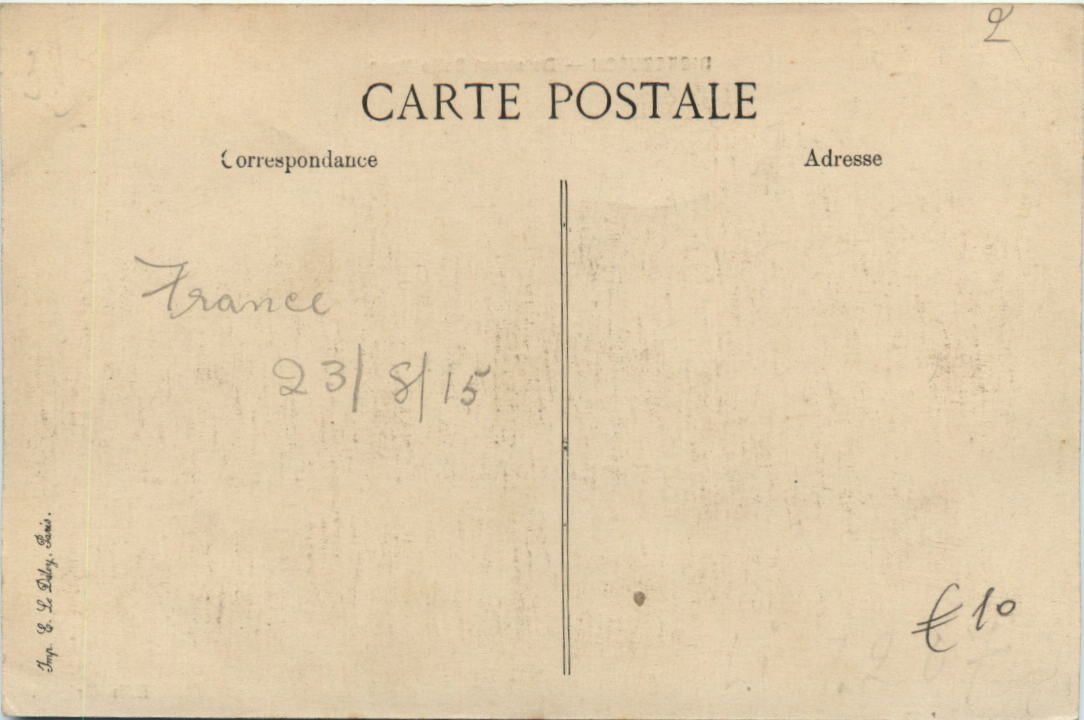 2
CARTE POSTALE
Correspondance
Adresse
France
23/8/15
Imp. E. Le Deley, Paris.
€10